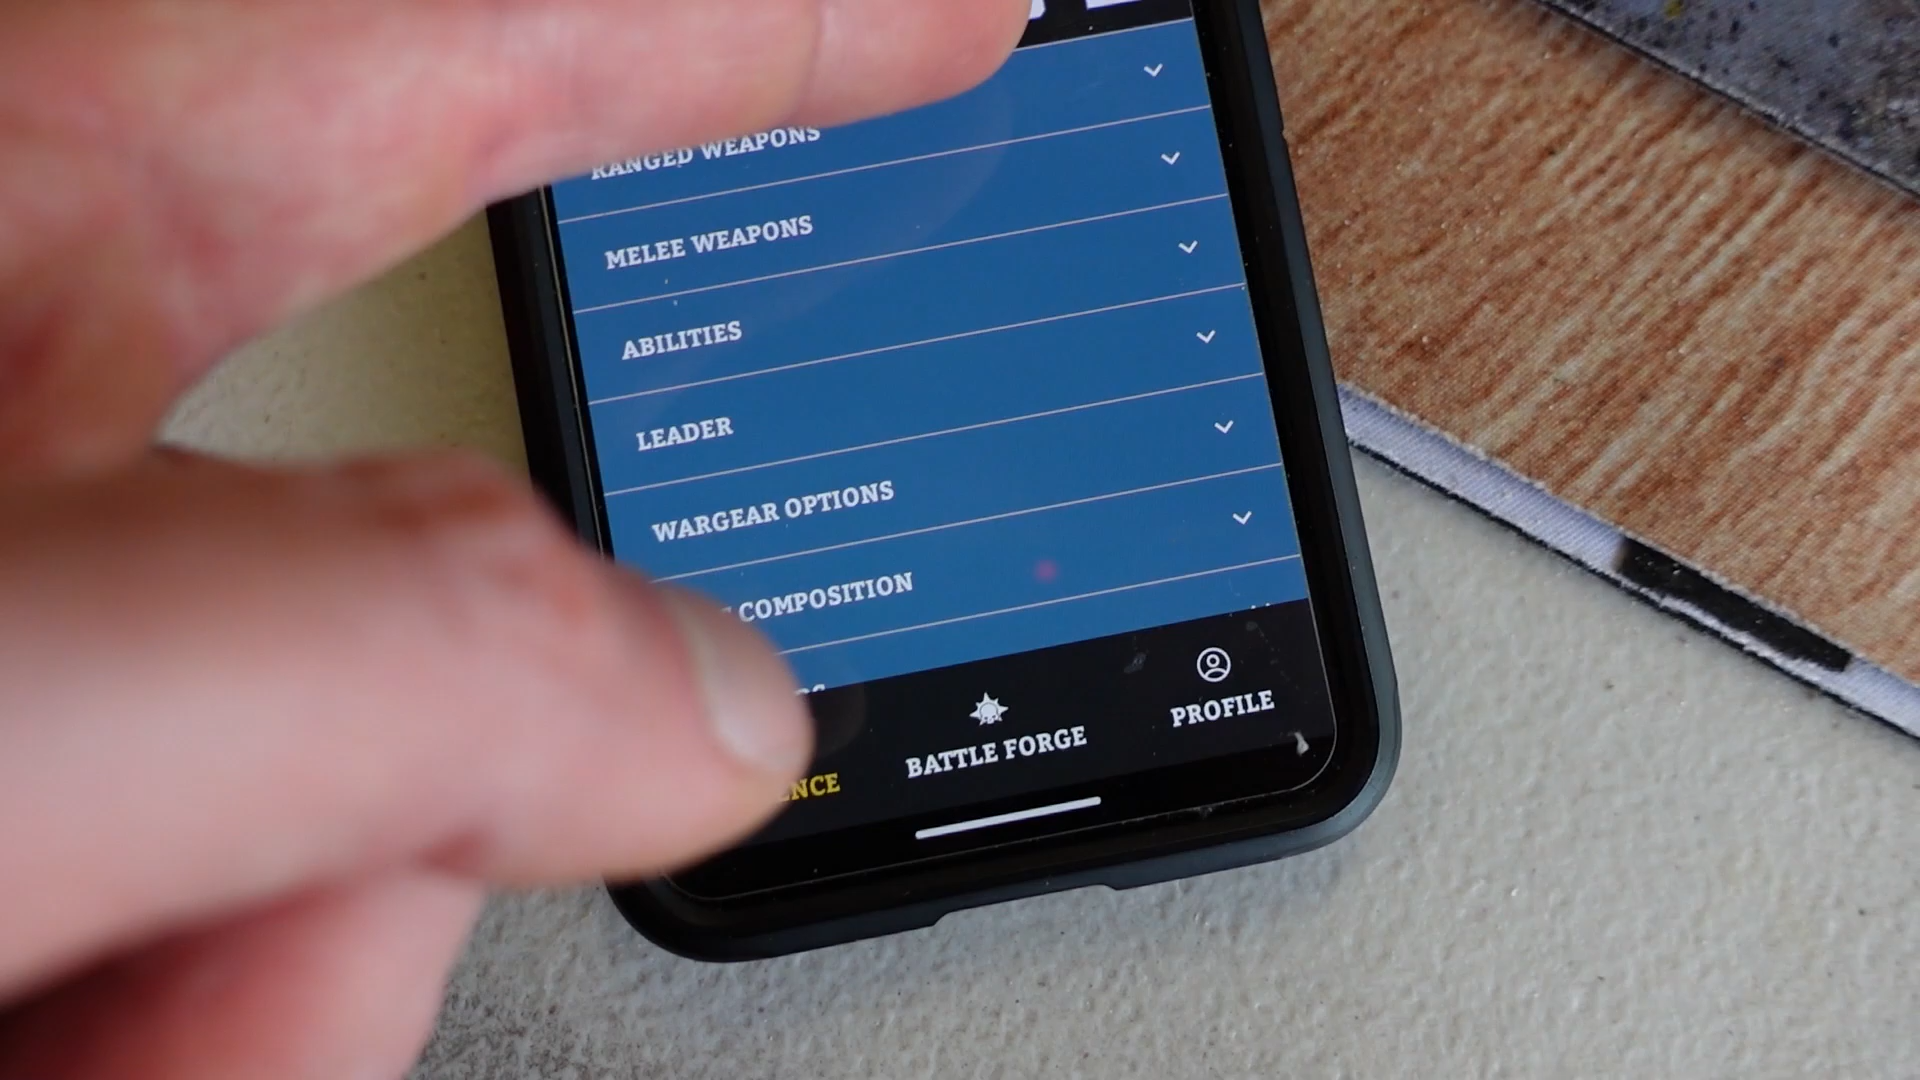 RANGED WEAPONS
MELEE WEAPONS
ABILITIES
LEADER
WARGEAR OPTIONS
COMPOSITION
BATTLE FORGE
PROFILE